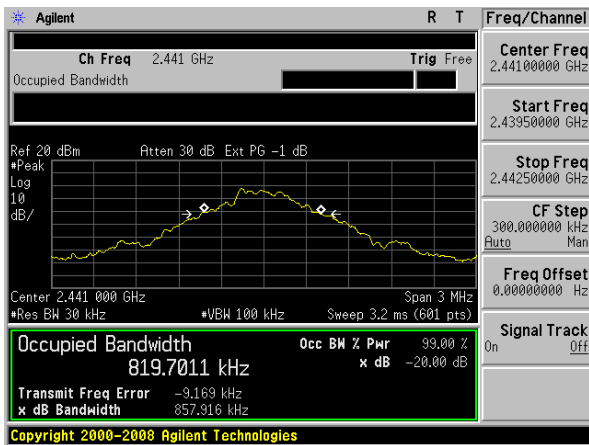 Agilent R T Freq/Channel
Ch Freq 2.441 GHz Trig Free
Occupied Bandwidth
Center Freq
2.44100000 GHz
Start Freq
2.43950000 GHz
Stop Freq
2.44250000 GHz
CF Step
300.000000 kHz
Auto Man
Freq Offset
0.00000000 Hz
Signal Track
On Off
Ref 20 dBm Atten 30 dB Ext PG -1 dB
#Peak
Log
10
dB/
Center 2.441 000 GHz Span 3 MHz
#Res BW 30 kHz #VBW 100 kHz Sweep 3.2 ms (601 pts)
Occupied Bandwidth Occ BW % Pwr 99.00 %
819.7011 kHz x dB -20.00 dB
Transmit Freq Error -9.169 kHz
x dB Bandwidth 857.916 kHz
Copyright 2000-2008 Agilent Technologies